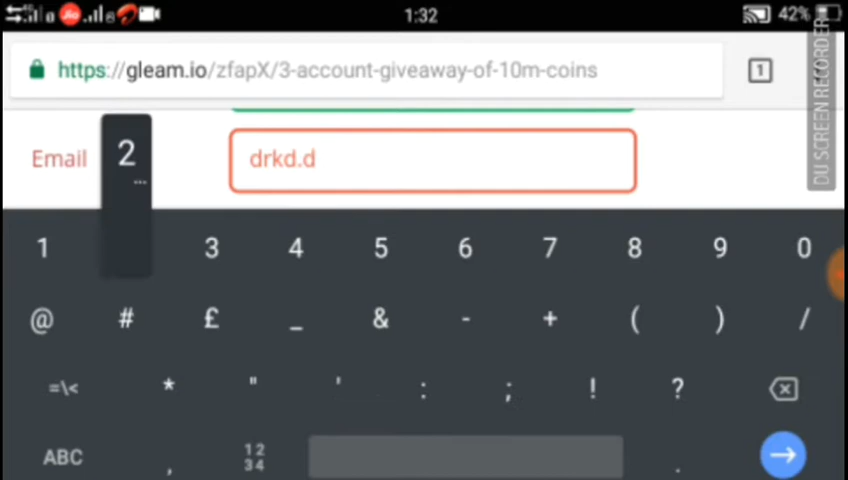 1:32
42%
https://gleam.io/zfapX/3-account-giveaway-of-10m-coins
1
DU SCREEN RECORDER
Email
drkd.d
2
...
1 3 4 5 6 7 8 9 0
@ # £ _ & - + ( ) /
=\< * " ' : ; ! ?
ABC , 12 .
34